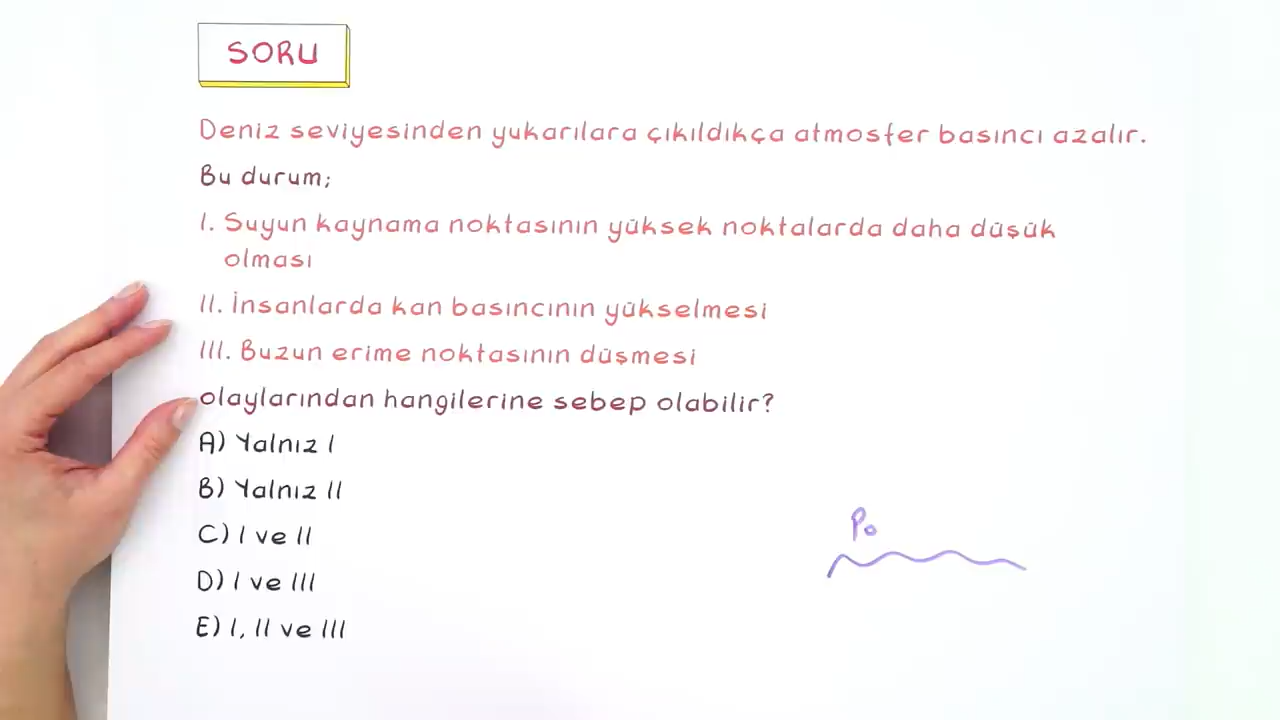 SORU
Deniz seviyesinden yukarılara çıkıldıkça atmosfer basıncı azalır.
Bu durum;
I. Suyun kaynama noktasının yüksek noktalarda daha düşük
olması
II. İnsanlarda kan basıncının yükselmesi
III. Buzun erime noktasının düşmesi
olaylarından hangilerine sebep olabilir?
A) Yalnız I
B) Yalnız II
C) I ve II
D) I ve III
E) I, II ve III
Po